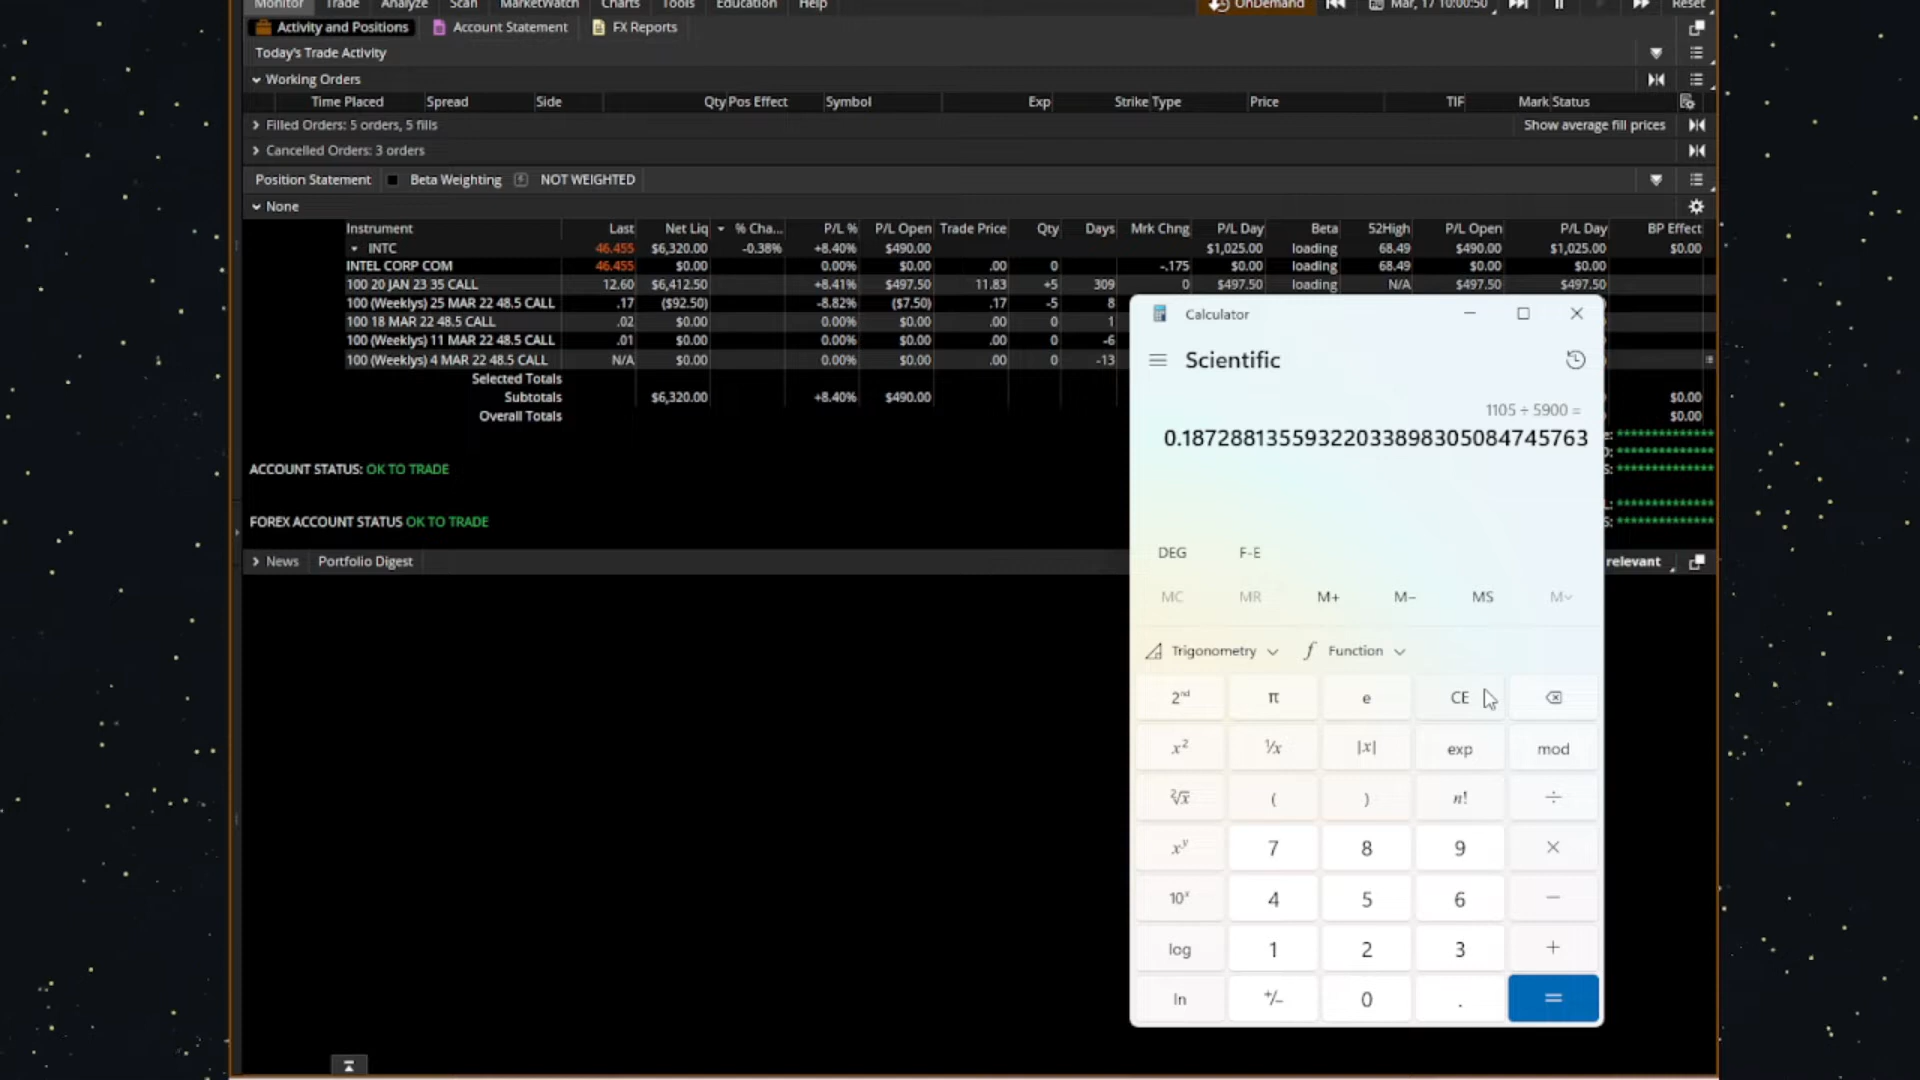 Monitor Trade Analyze Scan MarketWatch Charts Tools Education Help OnDemand Mar, 17 10:00:50 Reset
Activity and Positions Account Statement FX Reports
Today's Trade Activity
Working Orders
Time Placed Spread Side Qty Pos Effect Symbol Exp Strike Type Price TIF Mark Status
Filled Orders: 5 orders, 5 fills Show average fill prices
Cancelled Orders: 3 orders
Position Statement Beta Weighting NOT WEIGHTED
None
Instrument Last Net Liq % Cha... P/L % P/L Open Trade Price Qty Days Mrk Chng P/L Day Beta 52High P/L Open P/L Day BP Effect
INTC 46.455 $6,320.00 -0.38% +8.40% $490.00 $1,025.00 loading 68.49 $490.00 $1,025.00 $0.00
INTEL CORP COM 46.455 $0.00 0.00% $0.00 .00 0 -.175 $0.00 loading 68.49 $0.00 $0.00
100 20 JAN 23 35 CALL 12.60 $6,412.50 +8.41% $497.50 11.83 +5 309 0 $497.50 loading N/A $497.50 $497.50
100 (Weeklys) 25 MAR 22 48.5 CALL .17 ($92.50) -8.82% ($7.50) .17 -5 8
100 18 MAR 22 48.5 CALL .02 $0.00 0.00% $0.00 .00 0 1
100 (Weeklys) 11 MAR 22 48.5 CALL .01 $0.00 0.00% $0.00 .00 0 -6
100 (Weeklys) 4 MAR 22 48.5 CALL N/A $0.00 0.00% $0.00 .00 0 -13
Selected Totals
Subtotals $6,320.00 +8.40% $490.00 $0.00
Overall Totals $0.00
ACCOUNT STATUS: OK TO TRADE
FOREX ACCOUNT STATUS OK TO TRADE
News Portfolio Digest relevant
Calculator
Scientific
1105 ÷ 5900 =
0.18728813559322033898305084745763
DEG F-E
MC MR M+ M− MS M
Trigonometry f Function
2nd π e CE
x² ¹/x |x| exp mod
²√x ( ) n! ÷
xʸ 7 8 9 ×
10ˣ 4 5 6 −
log 1 2 3 +
ln +/− 0 . =